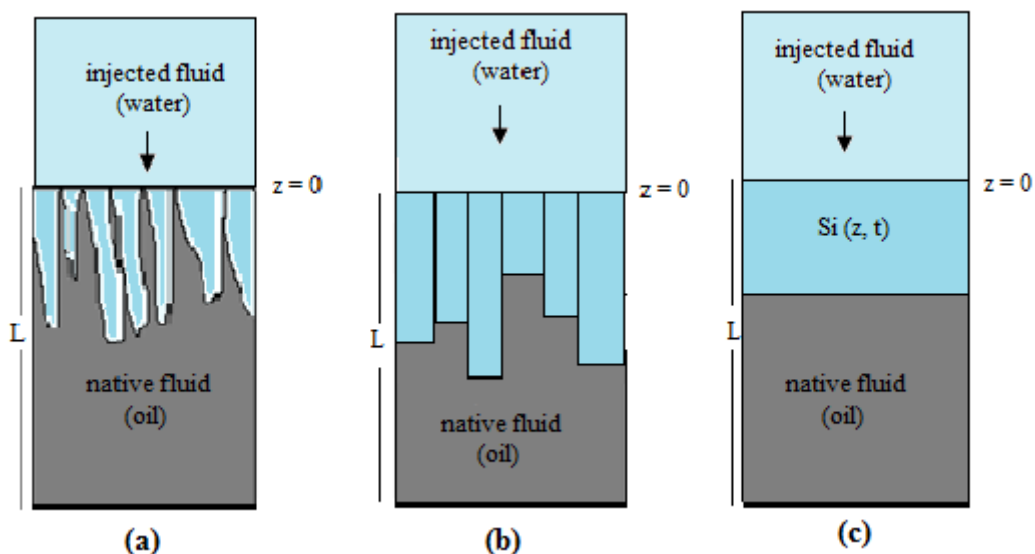 injected fluid
(water)
z = 0
L
native fluid
(oil)
(a)
injected fluid
(water)
z = 0
L
native fluid
(oil)
(b)
injected fluid
(water)
z = 0
Si (z, t)
L
native fluid
(oil)
(c)